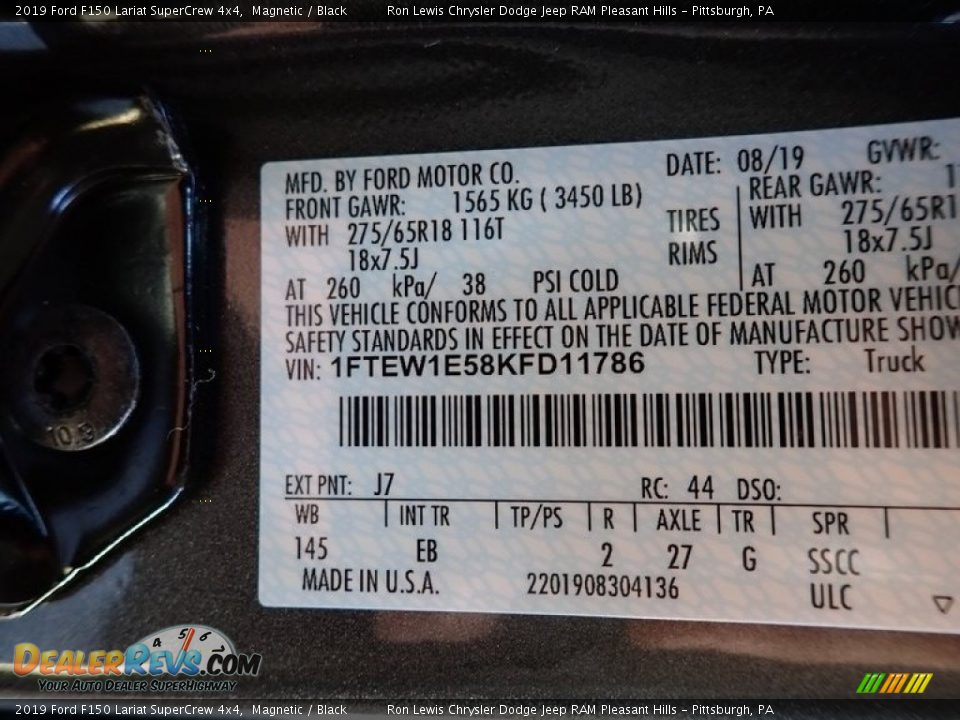 2019 Ford F150 Lariat SuperCrew 4x4, Magnetic / Black Ron Lewis Chrysler Dodge Jeep RAM Pleasant Hills - Pittsburgh, PA
MFD. BY FORD MOTOR CO. DATE: 08/19 GVWR:
FRONT GAWR: 1565 KG ( 3450 LB) REAR GAWR:
WITH 275/65R18 116T TIRES WITH 275/65R1
18x7.5J RIMS 18x7.5J
AT 260 kPa/ 38 PSI COLD AT 260 kPa/
THIS VEHICLE CONFORMS TO ALL APPLICABLE FEDERAL MOTOR VEHIC
SAFETY STANDARDS IN EFFECT ON THE DATE OF MANUFACTURE SHOW
VIN: 1FTEW1E58KFD11786 TYPE: Truck
EXT PNT: J7 RC: 44 DSO:
WB INT TR TP/PS R AXLE TR SPR
145 EB 2 27 G SSCC
MADE IN U.S.A. 2201908304136 ULC
10.9
4 5 6
DEALERREVS.COM
YOUR AUTO DEALER SUPERHIGHWAY
2019 Ford F150 Lariat SuperCrew 4x4, Magnetic / Black Ron Lewis Chrysler Dodge Jeep RAM Pleasant Hills - Pittsburgh, PA